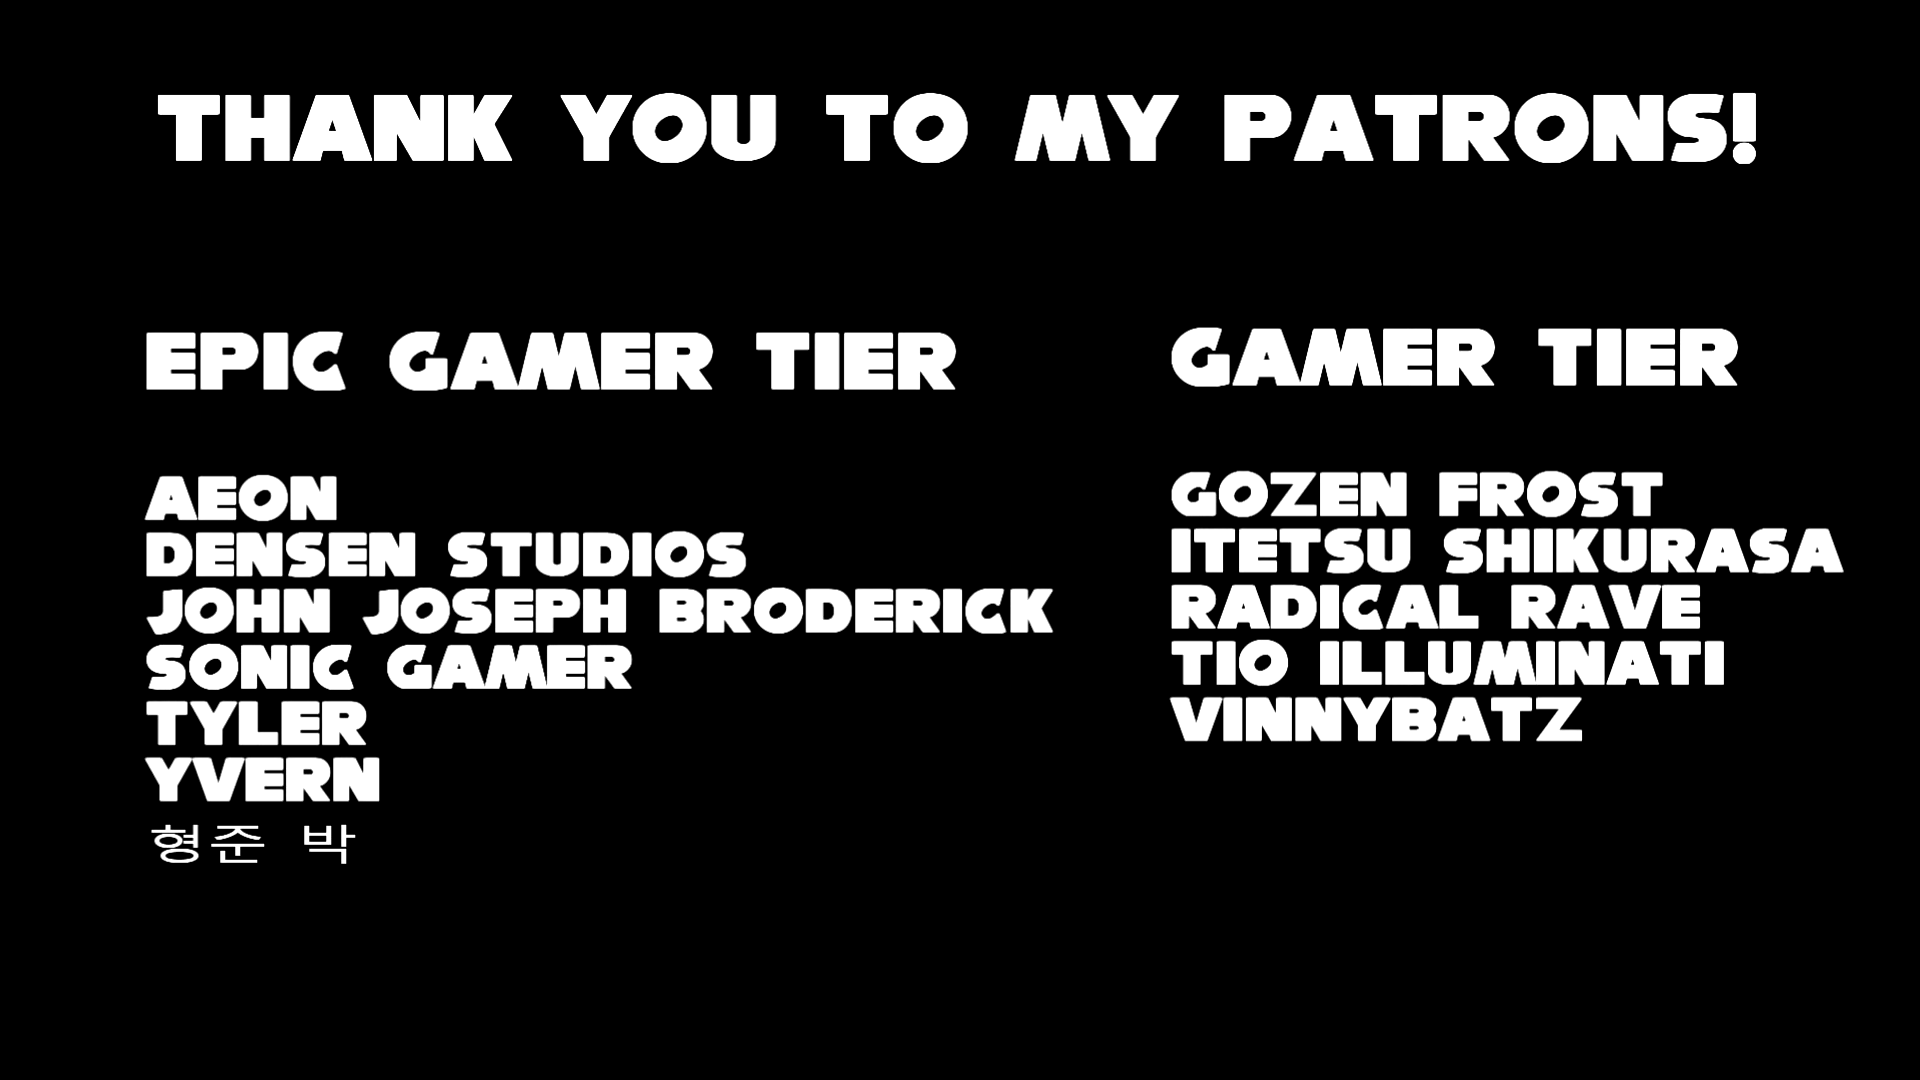 THANK YOU TO MY PATRONS!
EPIC GAMER TIER
AEON
DENSEN STUDIOS
JOHN JOSEPH BRODERICK
SONIC GAMER
TYLER
YVERN
형준 박
GAMER TIER
GOZEN FROST
ITETSU SHIKURASA
RADICAL RAVE
TIO ILLUMINATI
VINNYBATZ